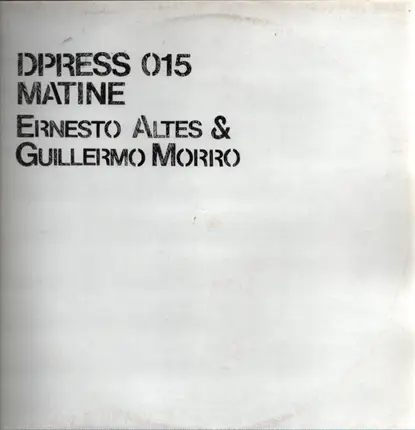 DPRESS 015
MATINE
ERNESTO ALTES &
GUILLERMO MORRO